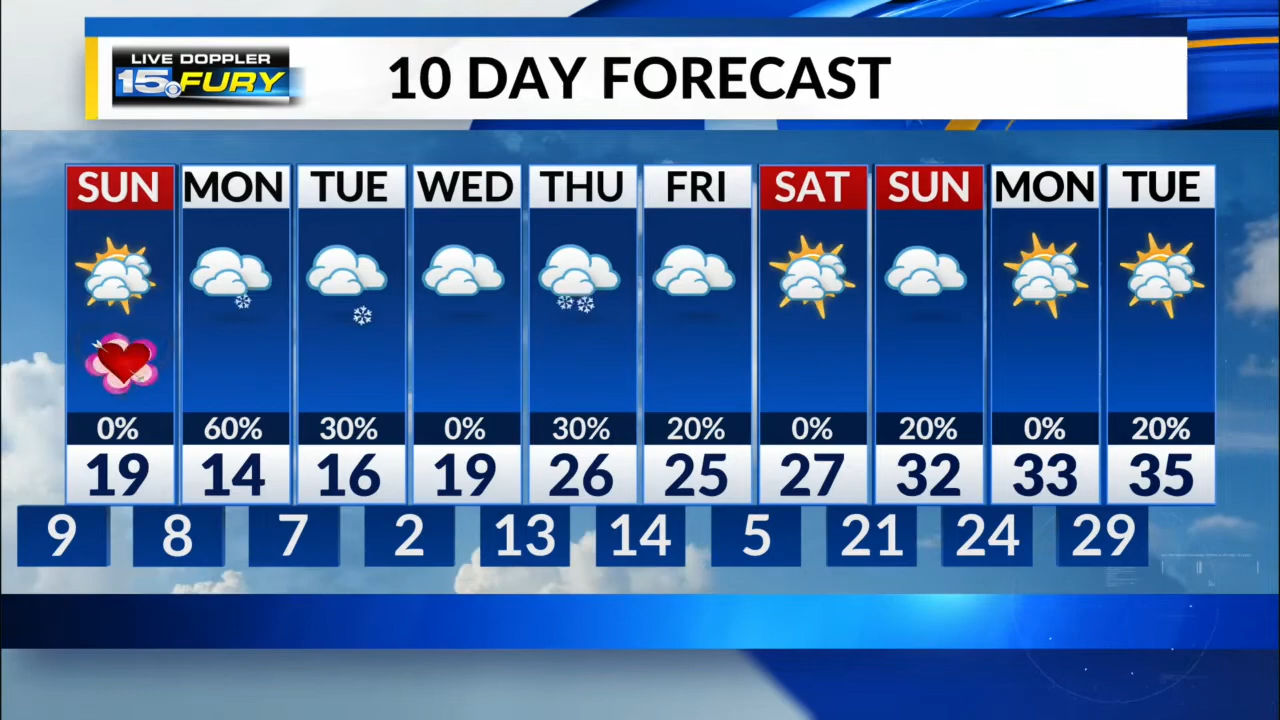 LIVE DOPPLER
15 FURY
10 DAY FORECAST
SUN MON TUE WED THU FRI SAT SUN MON TUE
0% 60% 30% 0% 30% 20% 0% 20% 0% 20%
19 14 16 19 26 25 27 32 33 35
9 8 7 2 13 14 5 21 24 29